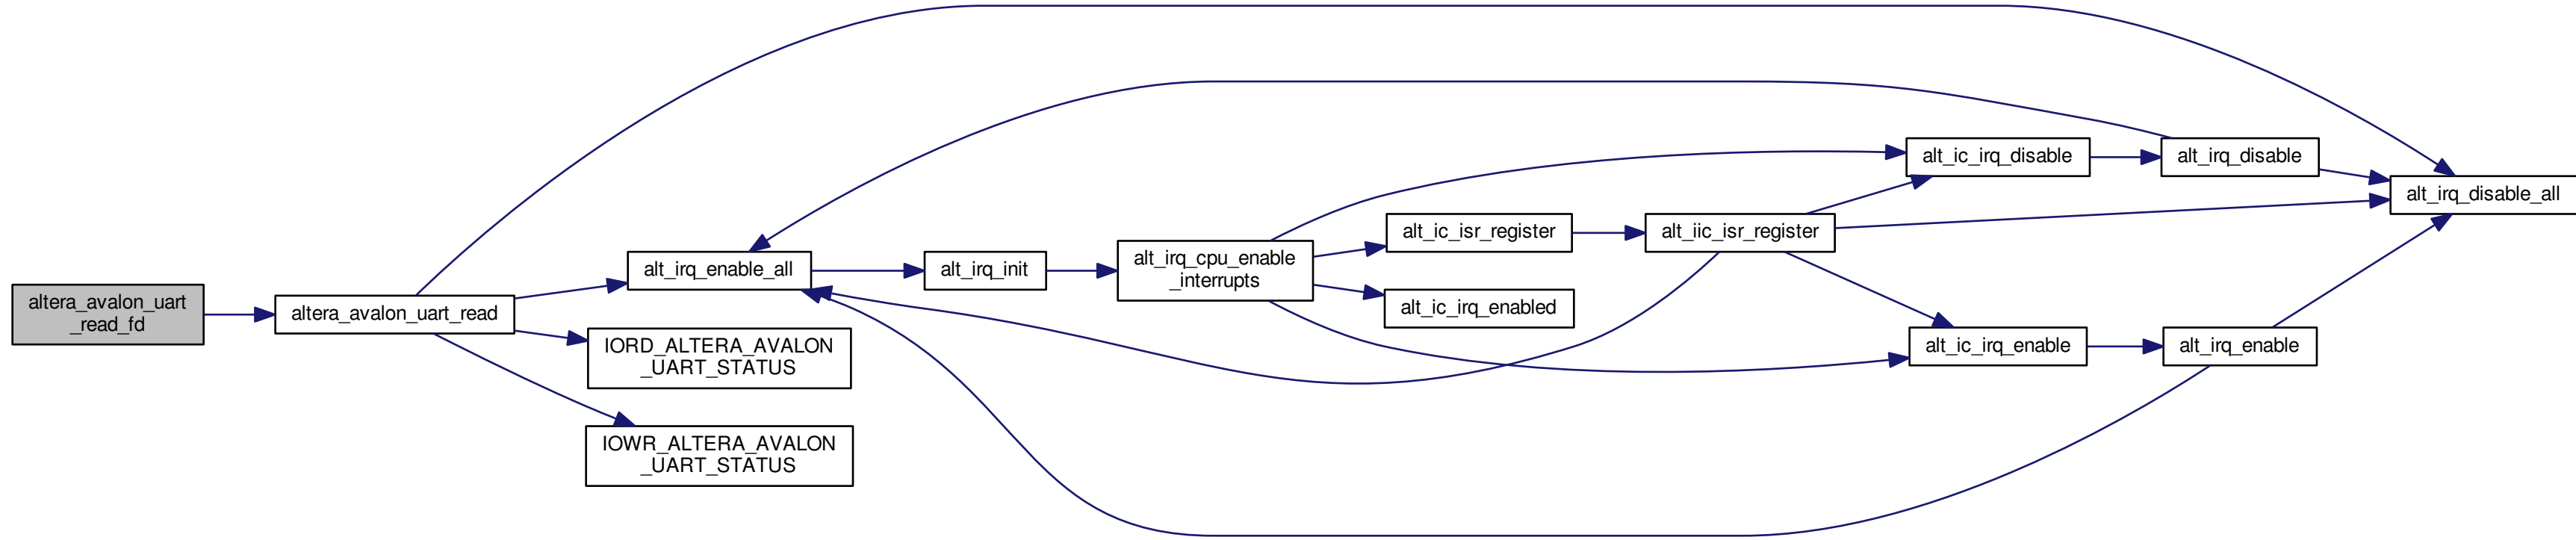 altera_avalon_uart
_read_fd
altera_avalon_uart_read
alt_irq_enable_all
IORD_ALTERA_AVALON
_UART_STATUS
IOWR_ALTERA_AVALON
_UART_STATUS
alt_irq_init
alt_irq_cpu_enable
_interrupts
alt_ic_isr_register
alt_ic_irq_enabled
alt_iic_isr_register
alt_ic_irq_disable
alt_ic_irq_enable
alt_irq_disable
alt_irq_enable
alt_irq_disable_all